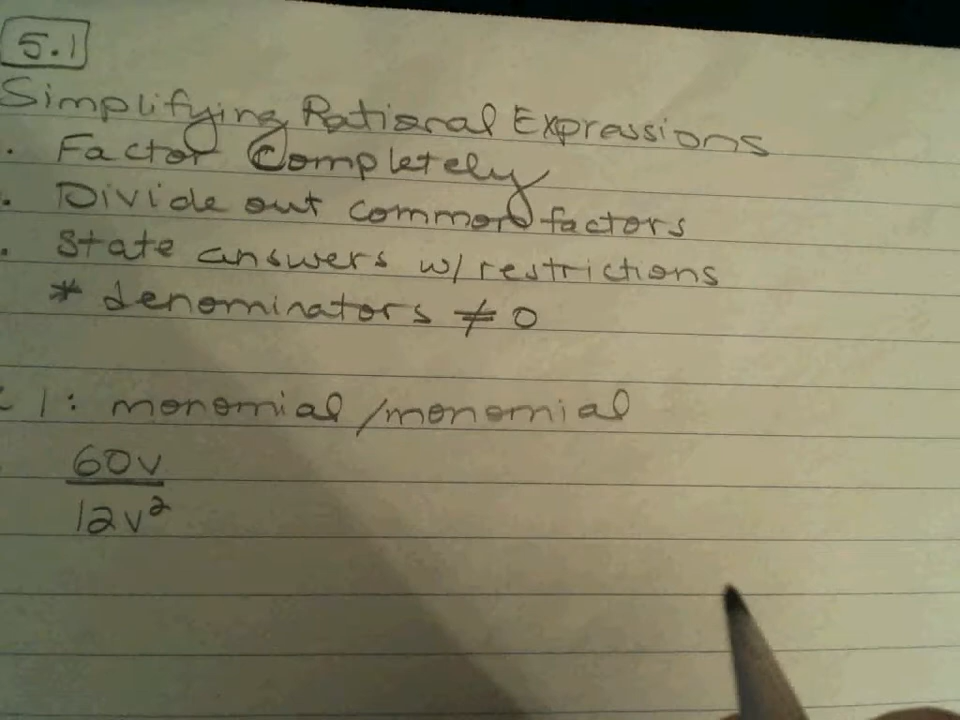 5.1
Simplifying Rational Expressions
. Factor Completely
. Divide out common factors
. State answers w/ restrictions
* denominators ≠ 0
1: monomial/monomial
60v
12v²